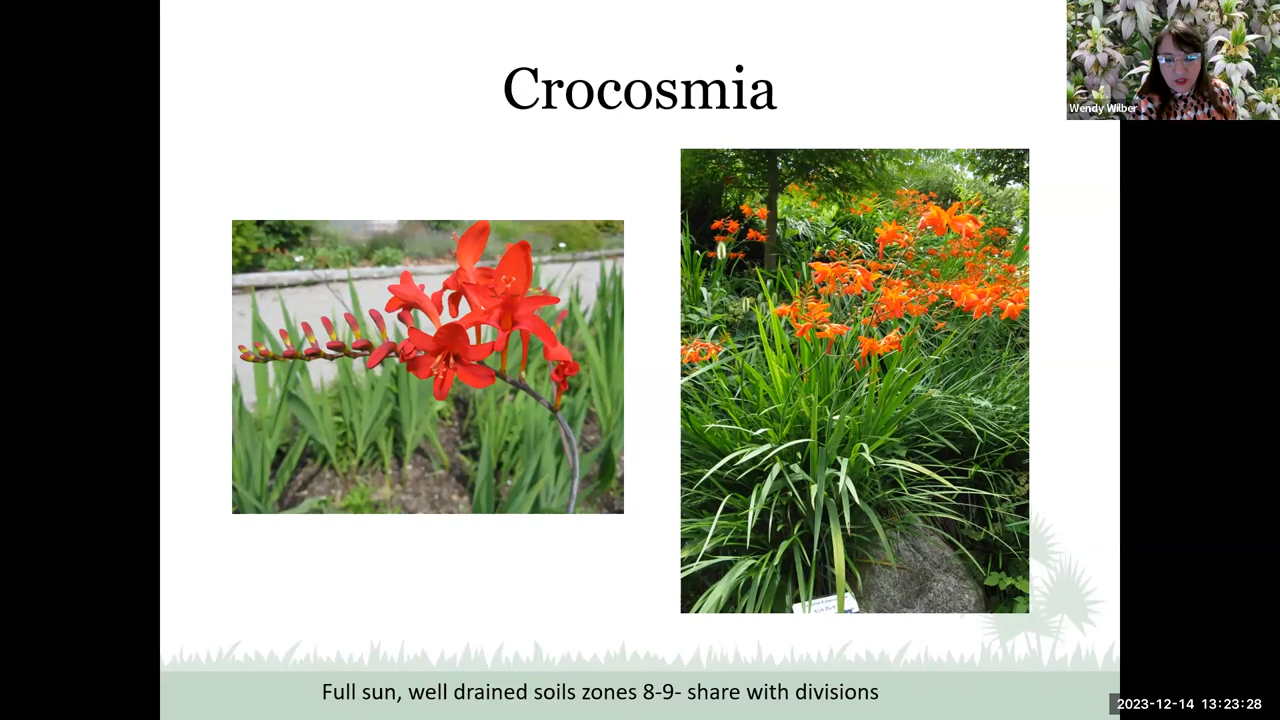 Crocosmia
Wendy Wilber
Full sun, well drained soils zones 8-9- share with divisions
2023-12-14 13:23:28